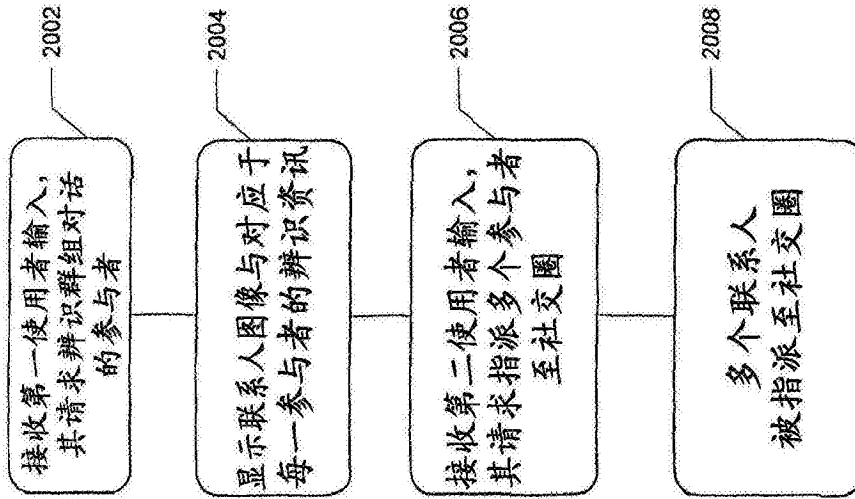 2002
接收第一使用者输入，
其请求辨识群组对话
的参与者
2004
显示联系人图像与对应于
每一参与者的辨识资讯
2006
接收第二使用者输入，
其请求指派多个参与者
至社交圈
2008
多个联系人
被指派至社交圈